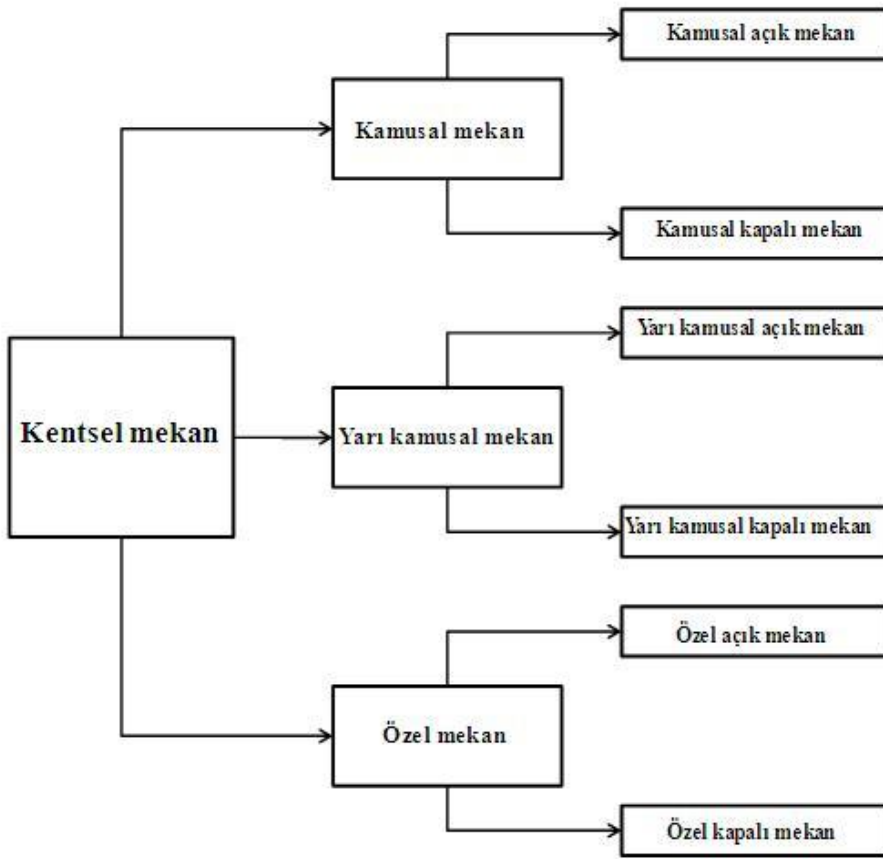 Kentsel mekan
Kamusal mekan
Kamusal açık mekan
Kamusal kapalı mekan
Yarı kamusal mekan
Yarı kamusal açık mekan
Yarı kamusal kapalı mekan
Özel mekan
Özel açık mekan
Özel kapalı mekan